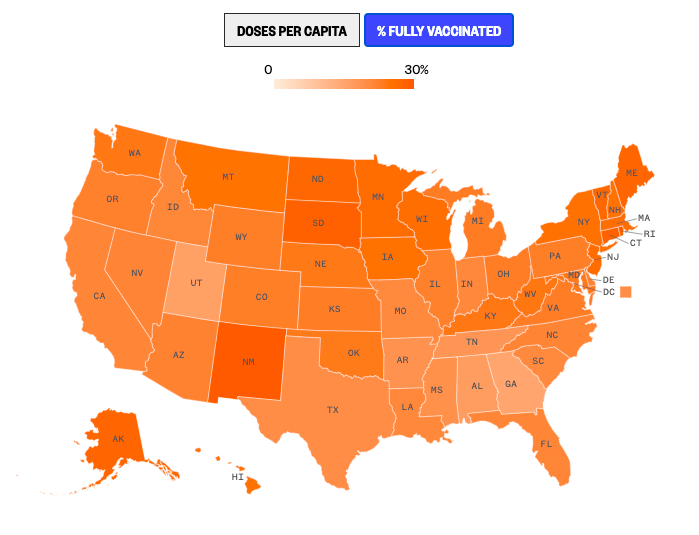 DOSES PER CAPITA
% FULLY VACCINATED
0
30%
WA
MT
ND
ME
OR
ID
MN
VT
NH
SD
WI
MI
NY
MA
WY
RI
CT
IA
PA
NJ
NE
NV
UT
IL
IN
OH
MD
DE
DC
CA
CO
WV
VA
KS
MO
KY
NC
TN
AZ
NM
OK
AR
SC
MS
AL
GA
TX
LA
AK
FL
HI